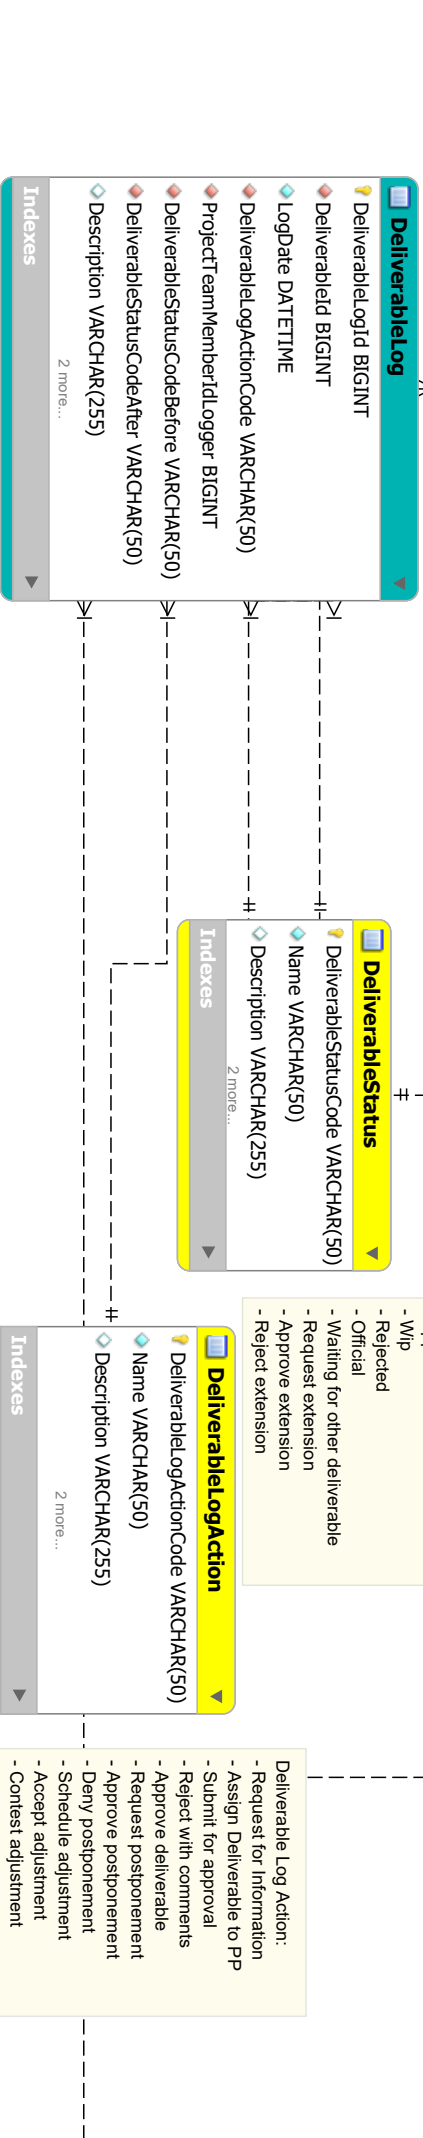 DeliverableLog
DeliverableLogId BIGINT
DeliverableId BIGINT
LogDate DATETIME
DeliverableLogActionCode VARCHAR(50)
ProjectTeamMemberIdLogger BIGINT
DeliverableStatusCodeBefore VARCHAR(50)
DeliverableStatusCodeAfter VARCHAR(50)
Description VARCHAR(255)
2 more...
Indexes
DeliverableStatus
DeliverableStatusCode VARCHAR(50)
Name VARCHAR(50)
Description VARCHAR(255)
2 more...
Indexes
- Wip
- Rejected
- Official
- Waiting for other deliverable
- Request extension
- Approve extension
- Reject extension
DeliverableLogAction
DeliverableLogActionCode VARCHAR(50)
Name VARCHAR(50)
Description VARCHAR(255)
2 more...
Indexes
Deliverable Log Action:
- Request for Information
- Assign Deliverable to PP
- Submit for approval
- Reject with comments
- Approve deliverable
- Request postponement
- Approve postponement
- Deny postponement
- Schedule adjustment
- Accept adjustment
- Contest adjustment